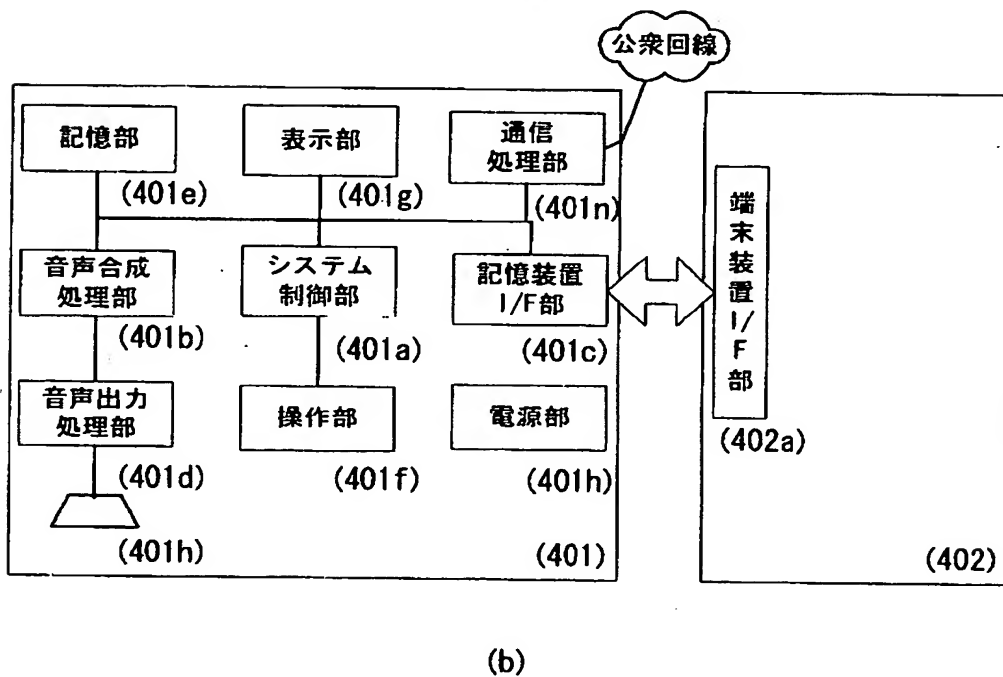 公衆回線
記憶部
(401e)
表示部
(401g)
通信
処理部
(401n)
音声合成
処理部
(401b)
システム
制御部
(401a)
記憶装置
I/F部
(401c)
音声出力
処理部
(401d)
操作部
(401f)
電源部
(401h)
(401h)
(401)
端末装置I/F部
(402a)
(402)
(b)